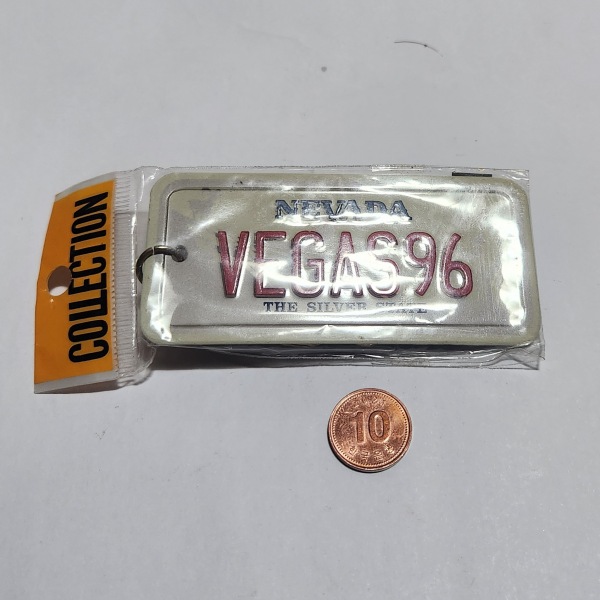 COLLECTION
NEVADA
VEGAS96
THE SILVER STATE
10